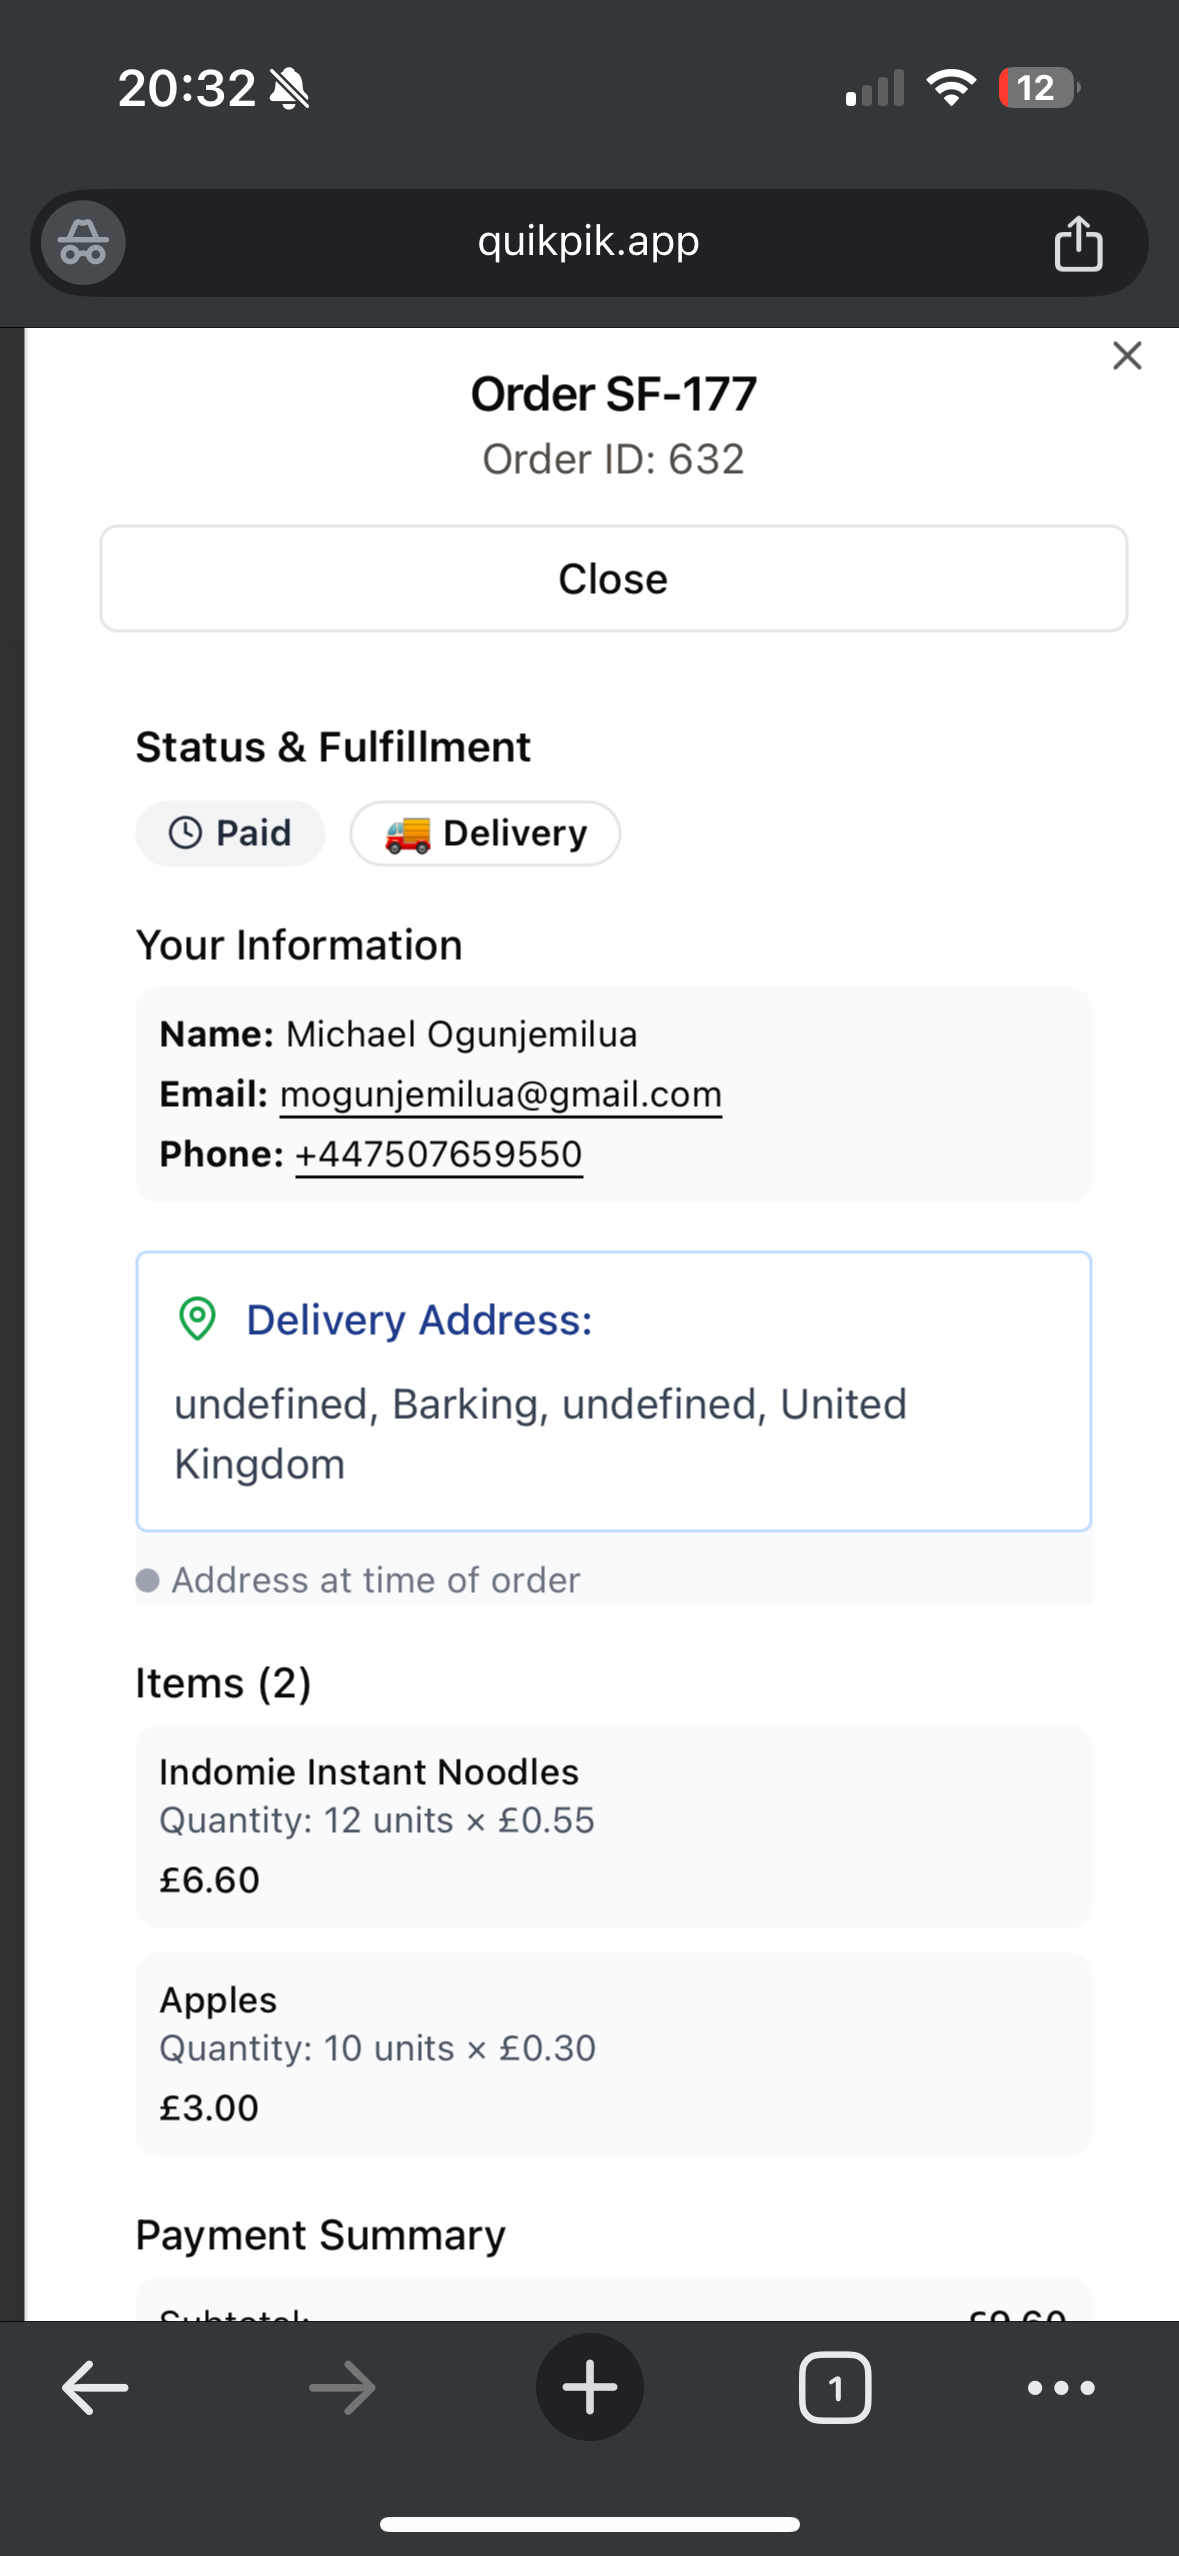 20:32
12
quikpik.app
Order SF-177
Order ID: 632
Close
Status & Fulfillment
Paid
Delivery
Your Information
Name: Michael Ogunjemilua
Email: mogunjemilua@gmail.com
Phone: +447507659550
Delivery Address:
undefined, Barking, undefined, United
Kingdom
Address at time of order
Items (2)
Indomie Instant Noodles
Quantity: 12 units × £0.55
£6.60
Apples
Quantity: 10 units × £0.30
£3.00
Payment Summary
Subtotal: £9.60
1